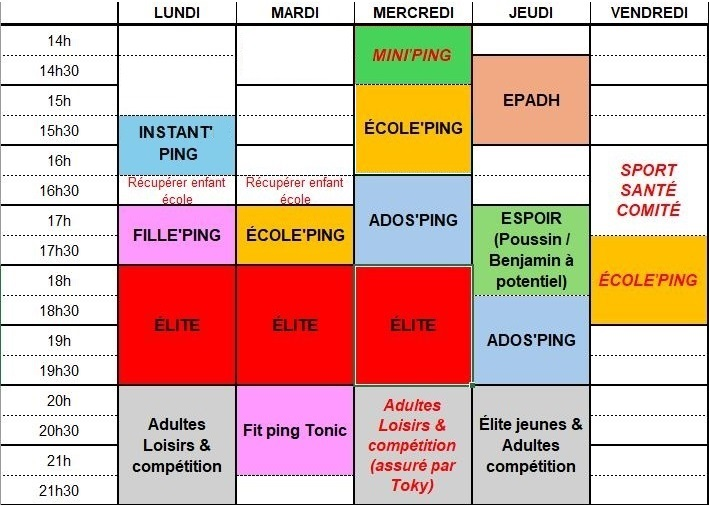 LUNDI MARDI MERCREDI JEUDI VENDREDI
14h
MINI'PING
14h30
EPADH
15h
ÉCOLE'PING
15h30
INSTANT'
PING
16h
SPORT
SANTÉ
COMITÉ
16h30
Récupérer enfant
école
Récupérer enfant
école
ADOS'PING
17h
FILLE'PING
ÉCOLE'PING
ESPOIR
(Poussin /
Benjamin à
potentiel)
17h30
18h
ÉCOLE'PING
18h30
ÉLITE
ÉLITE
ÉLITE
19h
ADOS'PING
19h30
20h
Adultes
Loisirs &
compétition
Fit ping Tonic
Adultes
Loisirs &
compétition
(assuré par
Toky)
Élite jeunes &
Adultes
compétition
20h30
21h
21h30